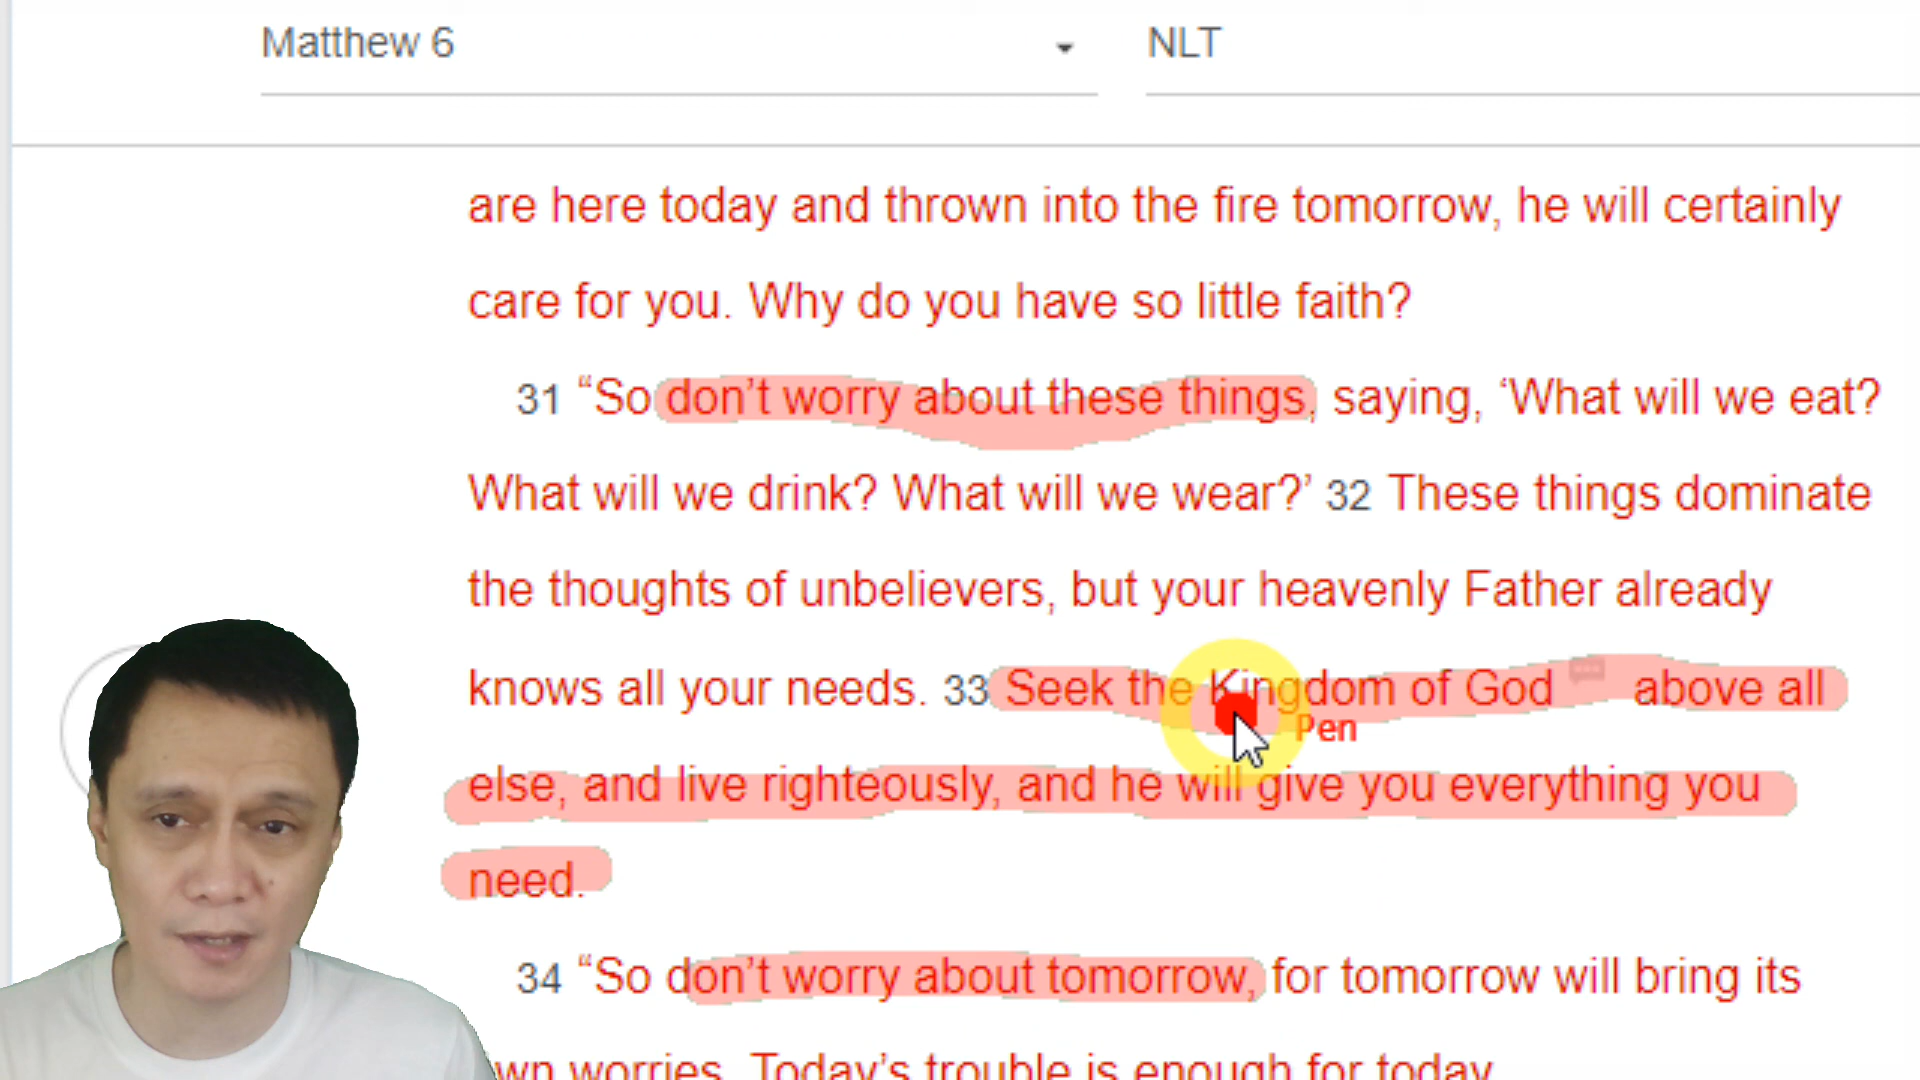 Matthew 6 NLT
are here today and thrown into the fire tomorrow, he will certainly
care for you. Why do you have so little faith?
31 “So don’t worry about these things, saying, ‘What will we eat?
What will we drink? What will we wear?’ 32 These things dominate
the thoughts of unbelievers, but your heavenly Father already
knows all your needs. 33 Seek the Kingdom of God above all
Pen
else, and live righteously, and he will give you everything you
need.
34 “So don’t worry about tomorrow, for tomorrow will bring its
wn worries. Today’s trouble is enough for today